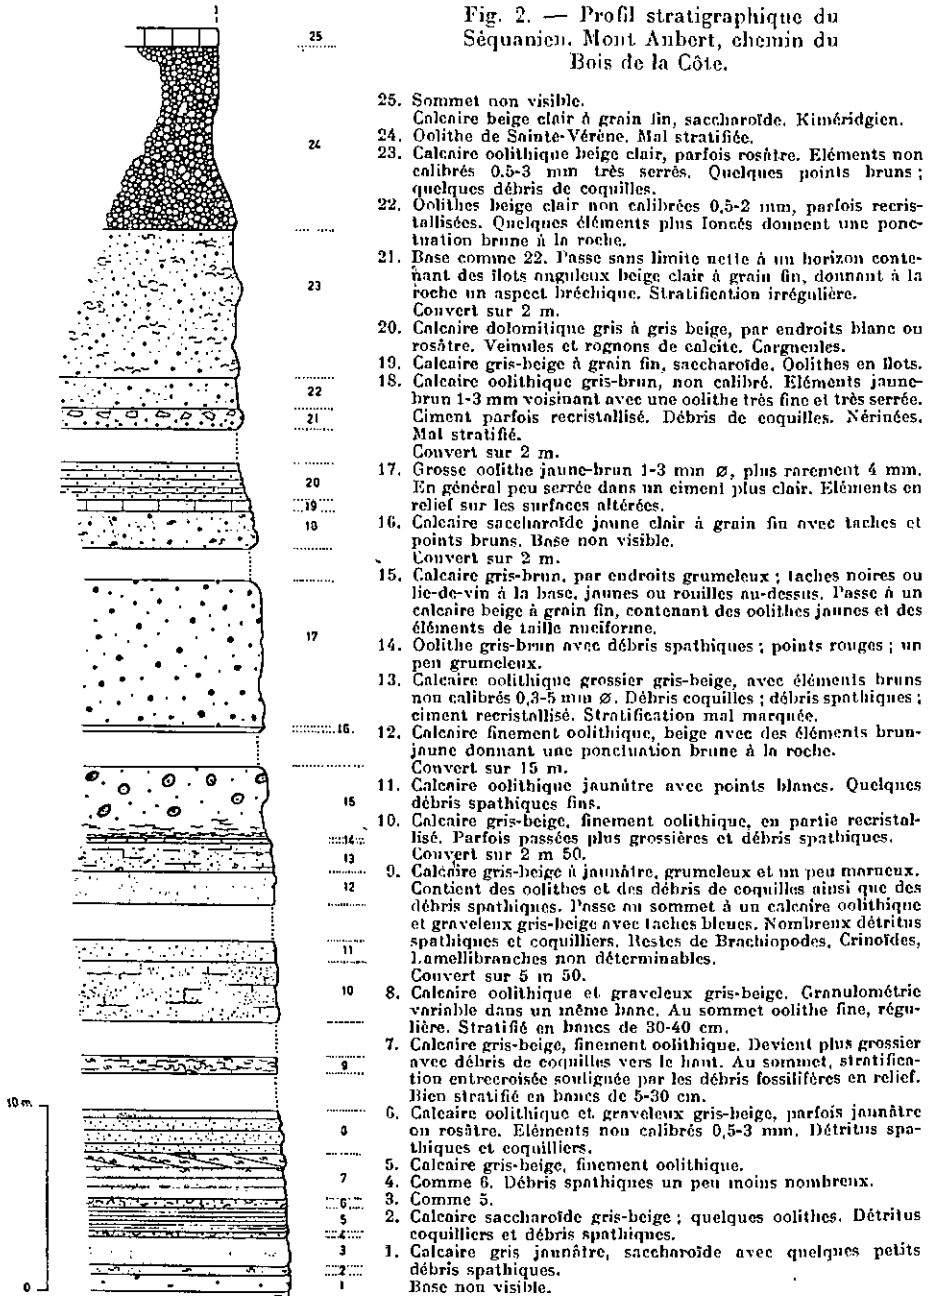 Fig. 2. — Profil stratigraphique du
Séquanien. Mont Aubert, chemin du
Bois de la Côte.
25. Sommet non visible.
Calcaire beige clair à grain fin, saccharoïde. Kiméridgien.
24. Oolithe de Sainte-Vérène. Mal stratifiée.
23. Calcaire oolithique beige clair, parfois rosâtre. Eléments non
calibrés 0.5-3 mm très serrés. Quelques points bruns ;
quelques débris de coquilles.
22. Oolithes beige clair non calibrées 0,5-2 mm, parfois recris-
tallisées. Quelques éléments plus foncés donnent une ponc-
tuation brune à la roche.
21. Base comme 22. Passe sans limite nette à un horizon conte-
nant des îlots anguleux beige clair à grain fin, donnant à la
roche un aspect bréchique. Stratification irrégulière.
Couvert sur 2 m.
20. Calcaire dolomitique gris à gris beige, par endroits blanc ou
rosâtre. Veinules et rognons de calcite. Cargneules.
19. Calcaire gris-beige à grain fin, saccharoïde. Oolithes en îlots.
18. Calcaire oolithique gris-brun, non calibré. Eléments jaune-
brun 1-3 mm voisinant avec une oolithe très fine et très serrée.
Ciment parfois recristallisé. Débris de coquilles. Nérinées.
Mal stratifié.
Couvert sur 2 m.
17. Grosse oolithe jaune-brun 1-3 mm ø, plus rarement 4 mm.
En général peu serrée dans un ciment plus clair. Eléments en
relief sur les surfaces altérées.
16. Calcaire saccharoïde jaune clair à grain fin avec taches et
points bruns. Base non visible.
Couvert sur 2 m.
15. Calcaire gris-brun, par endroits grumeleux ; taches noires ou
lie-de-vin à la base, jaunes ou rouilles au-dessus. Passe à un
calcaire beige à grain fin, contenant des oolithes jaunes et des
éléments de taille nuciforme.
14. Oolithe gris-brun avec débris spathiques ; points rouges ; un
peu grumeleux.
13. Calcaire oolithique grossier gris-beige, avec éléments bruns
non calibrés 0,3-5 mm ø. Débris coquilles ; débris spathiques ;
ciment recristallisé. Stratification mal marquée.
12. Calcaire finement oolithique, beige avec des éléments brun-
jaune donnant une ponctuation brune à la roche.
Couvert sur 15 m.
11. Calcaire oolithique jaunâtre avec points blancs. Quelques
débris spathiques fins.
10. Calcaire gris-beige, finement oolithique, en partie recristal-
lisé. Parfois passées plus grossières et débris spathiques.
Couvert sur 2 m 50.
9. Calcaire gris-beige à jaunâtre, grumeleux et un peu marneux.
Contient des oolithes et des débris de coquilles ainsi que des
débris spathiques. Passe au sommet à un calcaire oolithique
et graveleux gris-beige avec taches bleues. Nombreux détritus
spathiques et coquilliers. Restes de Brachiopodes, Crinoïdes,
Lamellibranches non déterminables.
Couvert sur 5 m 50.
8. Calcaire oolithique et graveleux gris-beige. Granulométrie
variable dans un même banc. Au sommet oolithe fine, régu-
lière. Stratifié en bancs de 30-40 cm.
7. Calcaire gris-beige, finement oolithique. Devient plus grossier
avec débris de coquilles vers le haut. Au sommet, stratifica-
tion entrecroisée soulignée par les débris fossilifères en relief.
Bien stratifié en bancs de 5-30 cm.
6. Calcaire oolithique et graveleux gris-beige, parfois jaunâtre
ou rosâtre. Eléments non calibrés 0,5-3 mm. Détritus spa-
thiques et coquilliers.
5. Calcaire gris-beige, finement oolithique.
4. Comme 6. Débris spathiques un peu moins nombreux.
3. Comme 5.
2. Calcaire saccharoïde gris-beige ; quelques oolithes. Détritus
coquilliers et débris spathiques.
1. Calcaire gris jaunâtre, saccharoïde avec quelques petits
débris spathiques.
Base non visible.
25
24
23
22
21
20
19
18
17
16.
15
14
13
12
11
10
9
8
7
6
5
4
3
2
1
10 m.
0